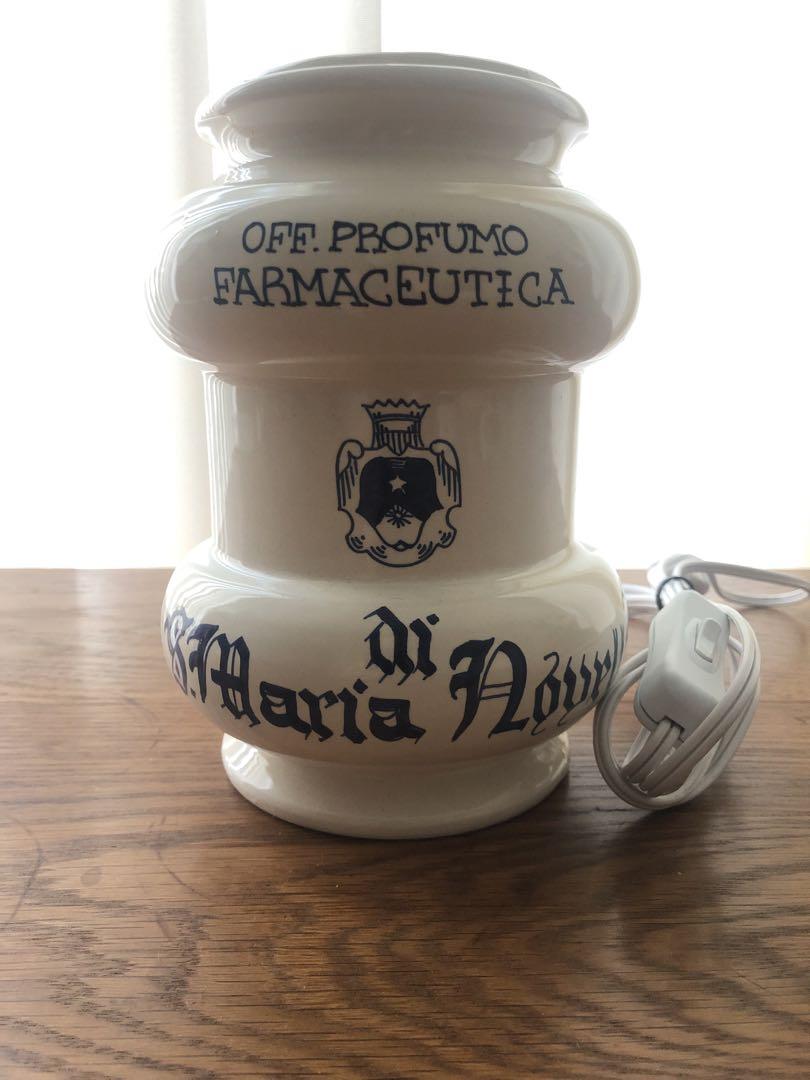 OFF. PROFUMO
FARMACEUTICA
di
S. Maria Novell